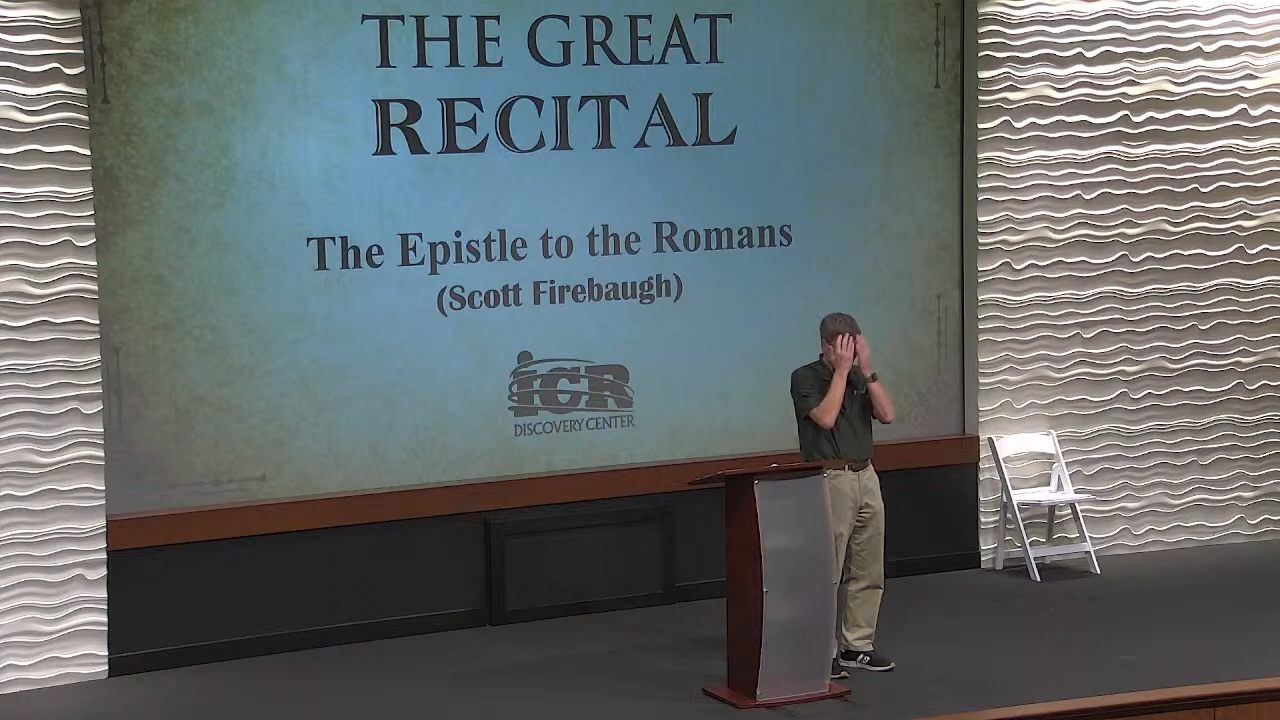 THE GREAT
RECITAL
The Epistle to the Romans
(Scott Firebaugh)
ICR
DISCOVERY CENTER